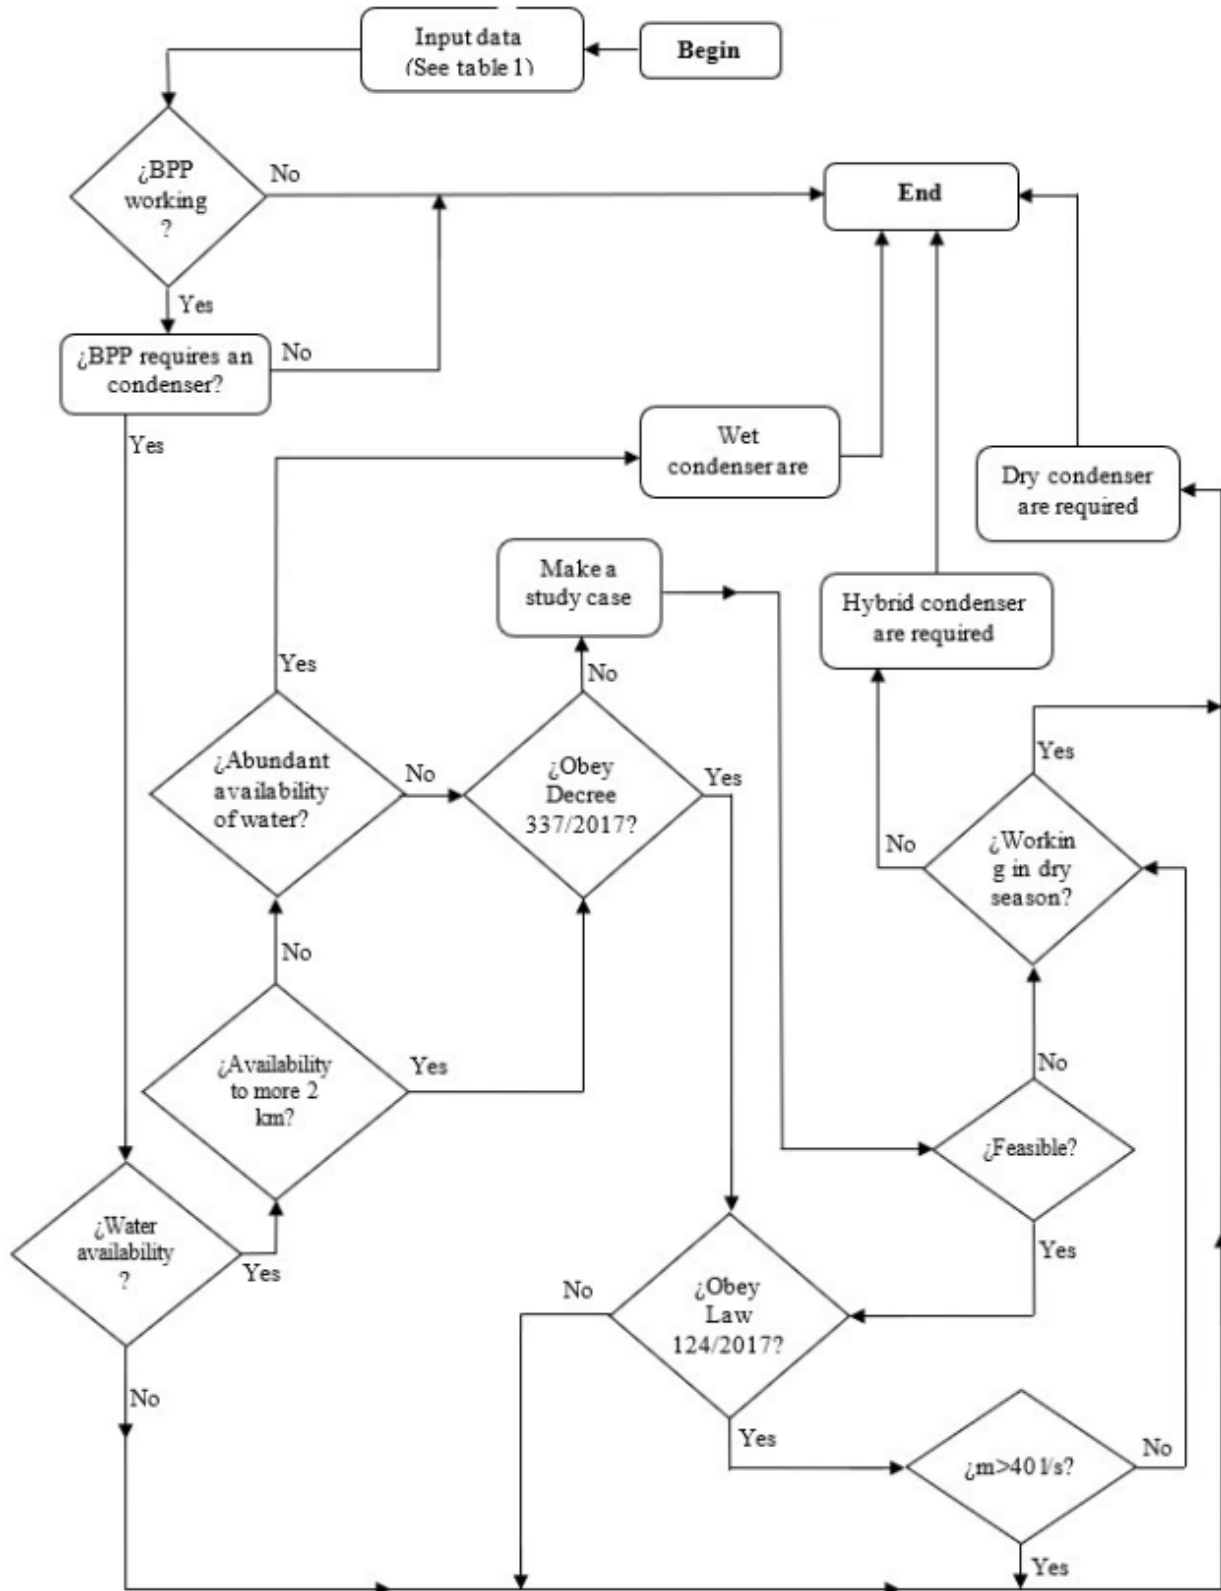 Input data
(See table 1)
Begin
¿BPP
working
?
No
End
Yes
¿BPP requires an
condenser?
No
Yes
Wet
condenser are
Dry condenser
are required
Make a
study case
Hybrid condenser
are required
Yes
No
¿Abundant
availability
of water?
No
¿Obey
Decree
337/2017?
Yes
Yes
No
¿Workin
g in dry
season?
No
¿Availability
to more 2
km?
Yes
No
¿Feasible?
¿Water
availability
?
Yes
Yes
No
¿Obey
Law
124/2017?
No
Yes
¿m>40 l/s?
No
Yes